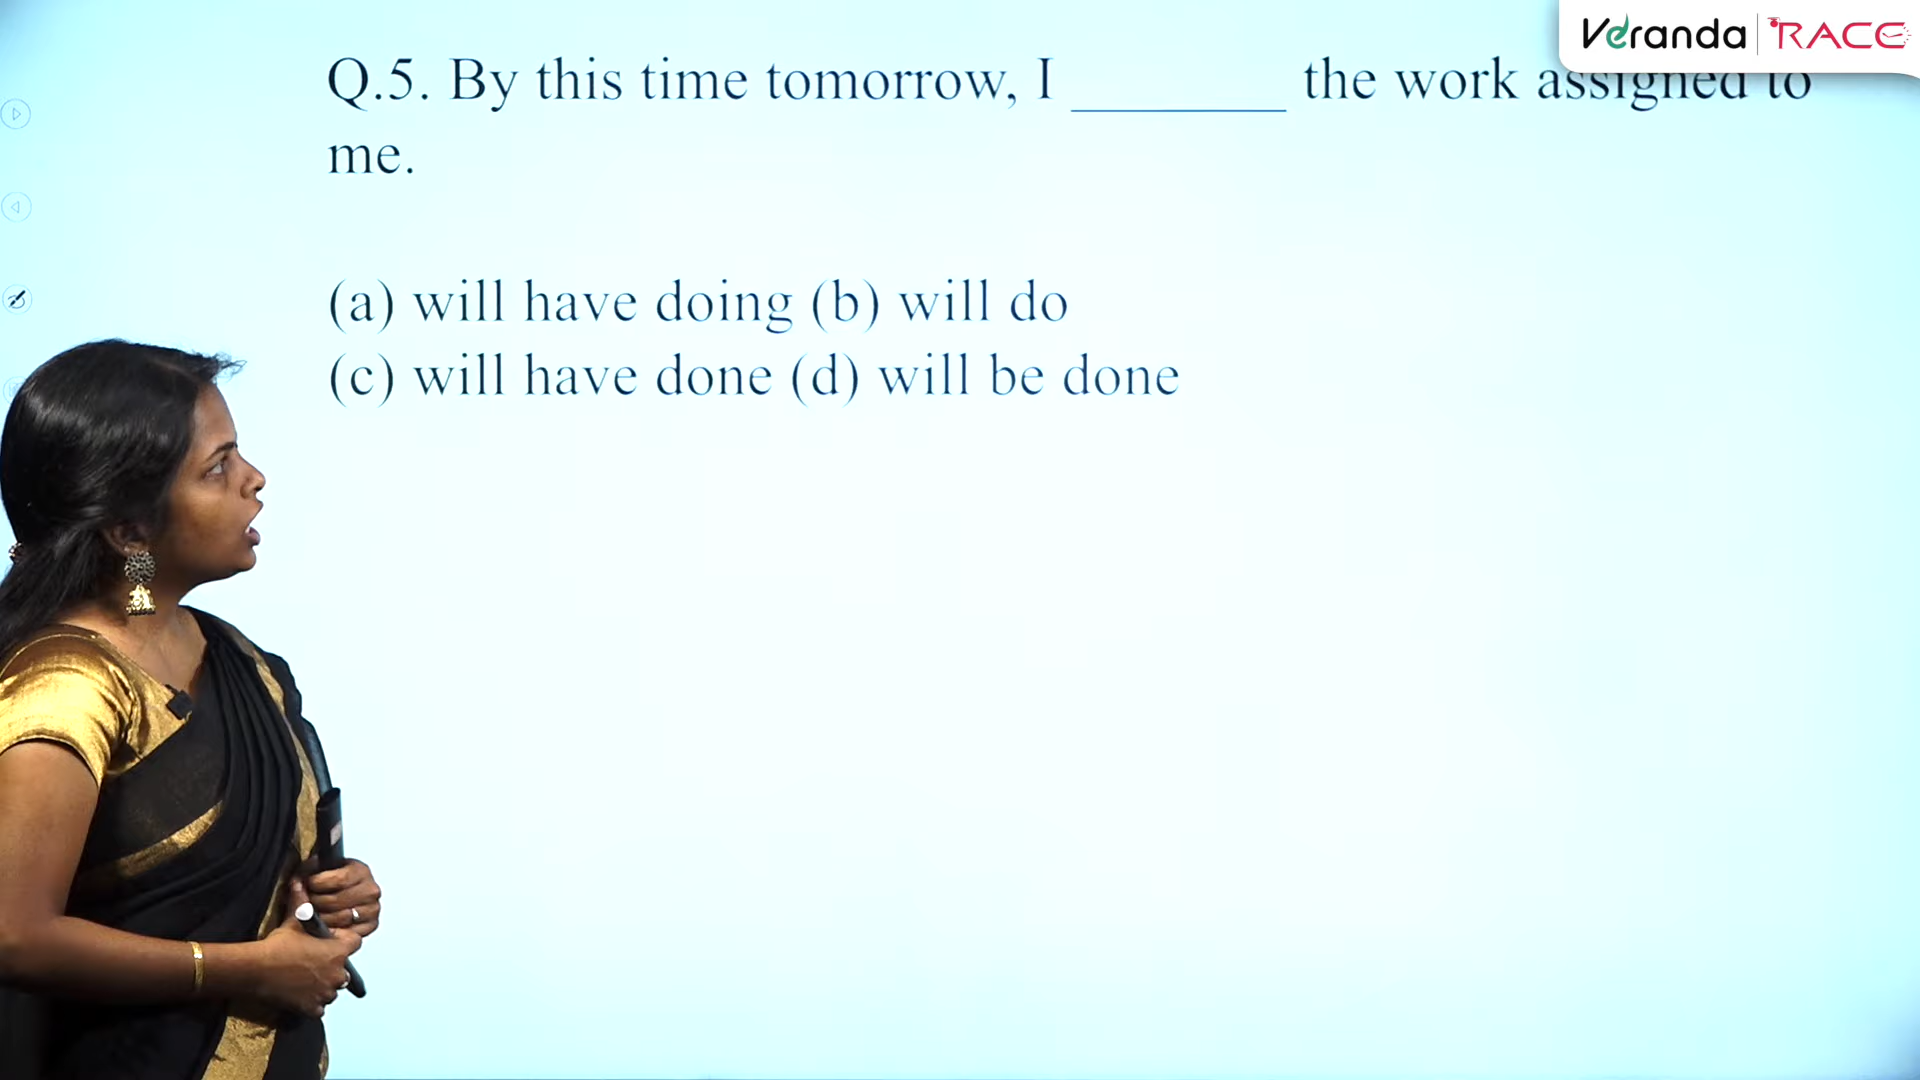 Veranda RACE
Q.5. By this time tomorrow, I ________ the work assigned to
me.
(a) will have doing (b) will do
(c) will have done (d) will be done